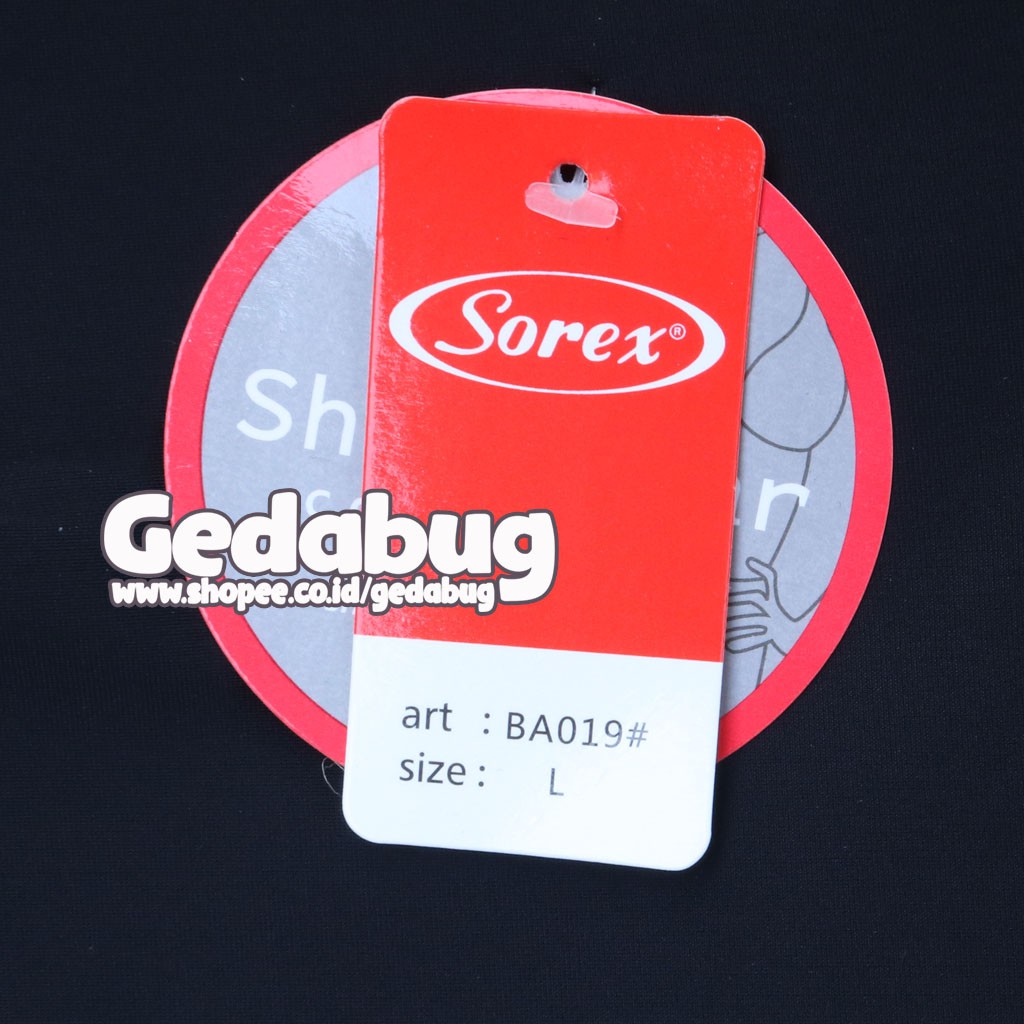 Sorex®
Gedabug
www.shopee.co.id/gedabug
art : BA019#
size: L